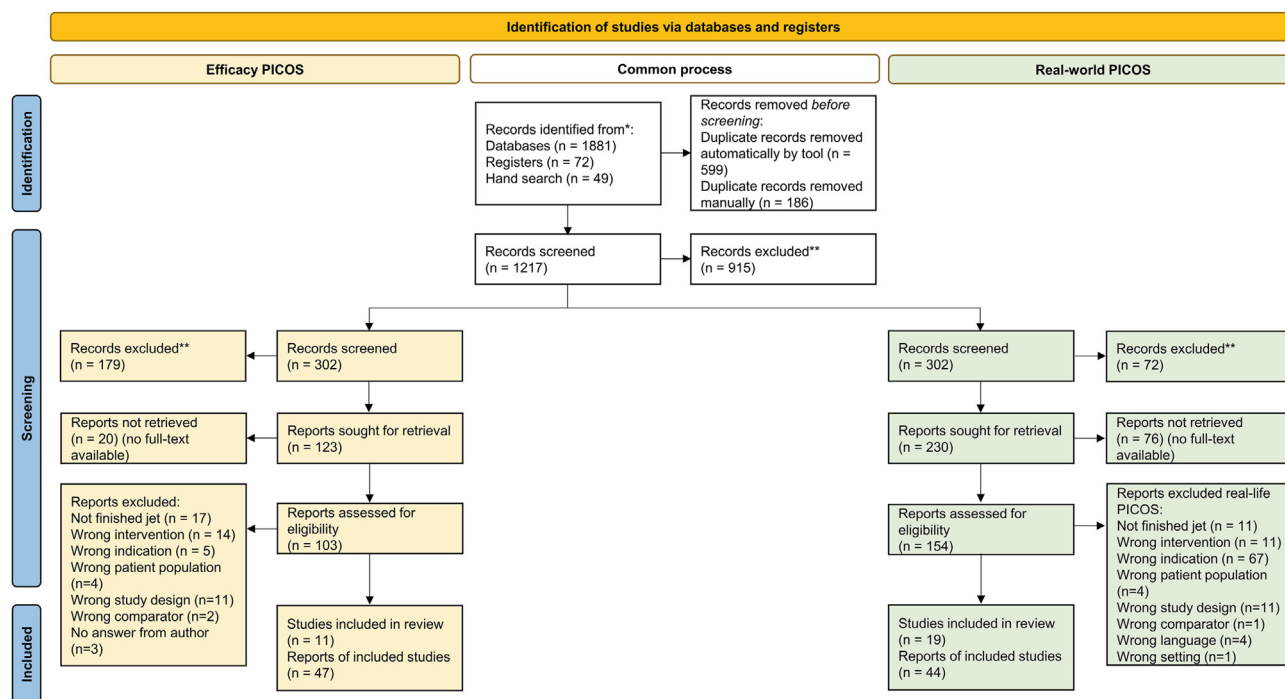 Identification of studies via databases and registers
Efficacy PICOS
Common process
Real-world PICOS
Identification
Records identified from*:
Databases (n = 1881)
Registers (n = 72)
Hand search (n = 49)
Records removed before
screening:
Duplicate records removed
automatically by tool (n =
599)
Duplicate records removed
manually (n = 186)
Screening
Records screened
(n = 1217)
Records excluded**
(n = 915)
Records excluded**
(n = 179)
Records screened
(n = 302)
Records screened
(n = 302)
Records excluded**
(n = 72)
Reports not retrieved
(n = 20) (no full-text
available)
Reports sought for retrieval
(n = 123)
Reports sought for retrieval
(n = 230)
Reports not retrieved
(n = 76) (no full-text
available)
Reports excluded:
Not finished jet (n = 17)
Wrong intervention (n = 14)
Wrong indication (n = 5)
Wrong patient population
(n=4)
Wrong study design (n=11)
Wrong comparator (n=2)
No answer from author
(n=3)
Reports assessed for
eligibility
(n = 103)
Reports assessed for
eligibility
(n = 154)
Reports excluded real-life
PICOS:
Not finished jet (n = 11)
Wrong intervention (n = 11)
Wrong indication (n = 67)
Wrong patient population
(n=4)
Wrong study design (n=11)
Wrong comparator (n=1)
Wrong language (n=4)
Wrong setting (n=1)
Included
Studies included in review
(n = 11)
Reports of included studies
(n = 47)
Studies included in review
(n = 19)
Reports of included studies
(n = 44)